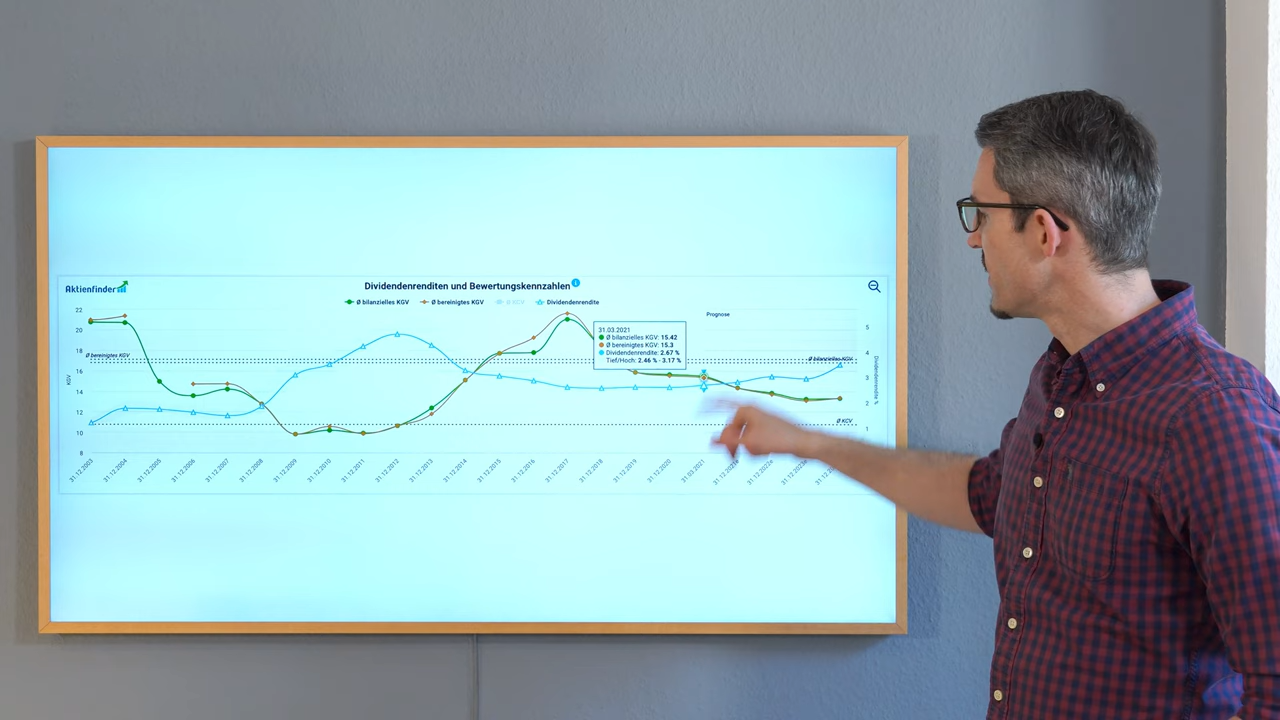 Aktienfinder
Dividendenrenditen und Bewertungskennzahlen i
Ø bilanzielles KGV Ø bereinigtes KGV Ø KCV Dividendenrendite
Prognose
22
20
18
16
14
12
10
8
KGV
Ø bereinigtes KGV
31.03.2021
Ø bilanzielles KGV: 15.42
Ø bereinigtes KGV: 15.3
Dividendenrendite: 2.67 %
Tief/Hoch: 2.46 % - 3.17 %
Ø bilanzielles KGV
Ø KCV
5
4
3
2
1
Dividendenrendite %
31.12.2003
31.12.2004
31.12.2005
31.12.2006
31.12.2007
31.12.2008
31.12.2009
31.12.2010
31.12.2011
31.12.2012
31.12.2013
31.12.2014
31.12.2015
31.12.2016
31.12.2017
31.12.2018
31.12.2019
31.12.2020
31.03.2021